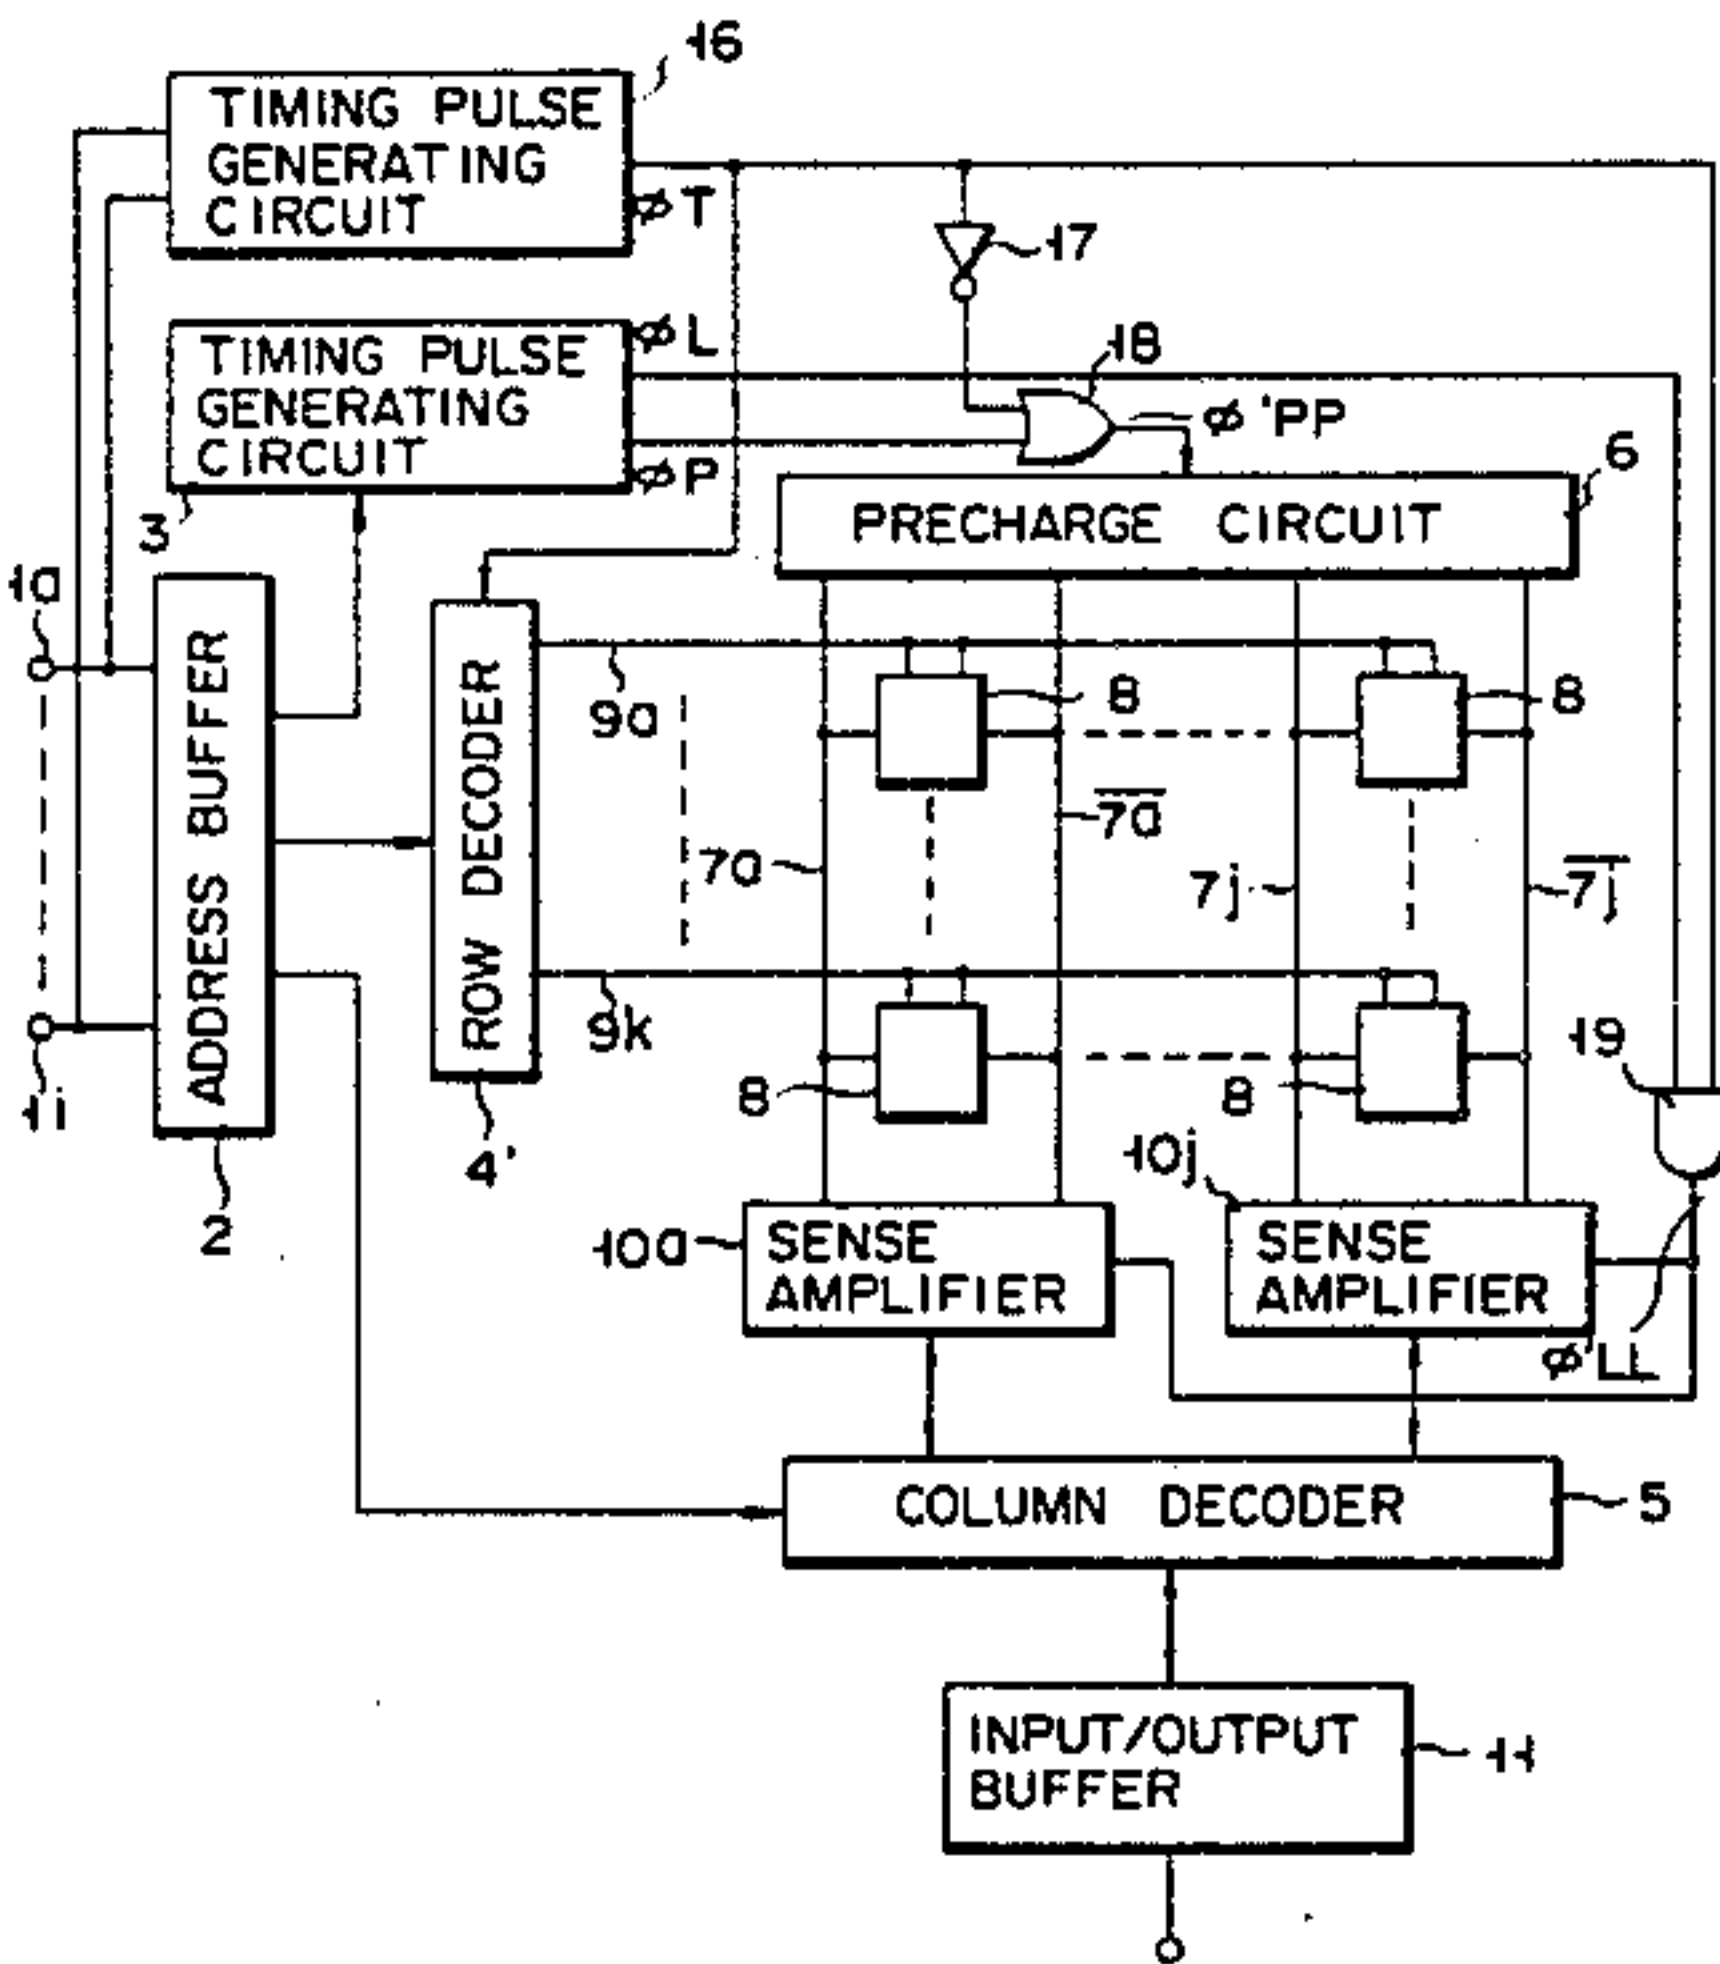 16
TIMING PULSE
GENERATING
CIRCUIT
φT
17
φL
TIMING PULSE
GENERATING
CIRCUIT
φP
3
18
φ'PP
6
PRECHARGE CIRCUIT
1a
1i
ADDRESS BUFFER
2
ROW DECODER
4'
9a
8
8
7a
7a̅
7j
7j̅
9k
8
8
19
10a
SENSE
AMPLIFIER
10j
SENSE
AMPLIFIER
φ'LL
COLUMN DECODER
5
INPUT/OUTPUT
BUFFER
11